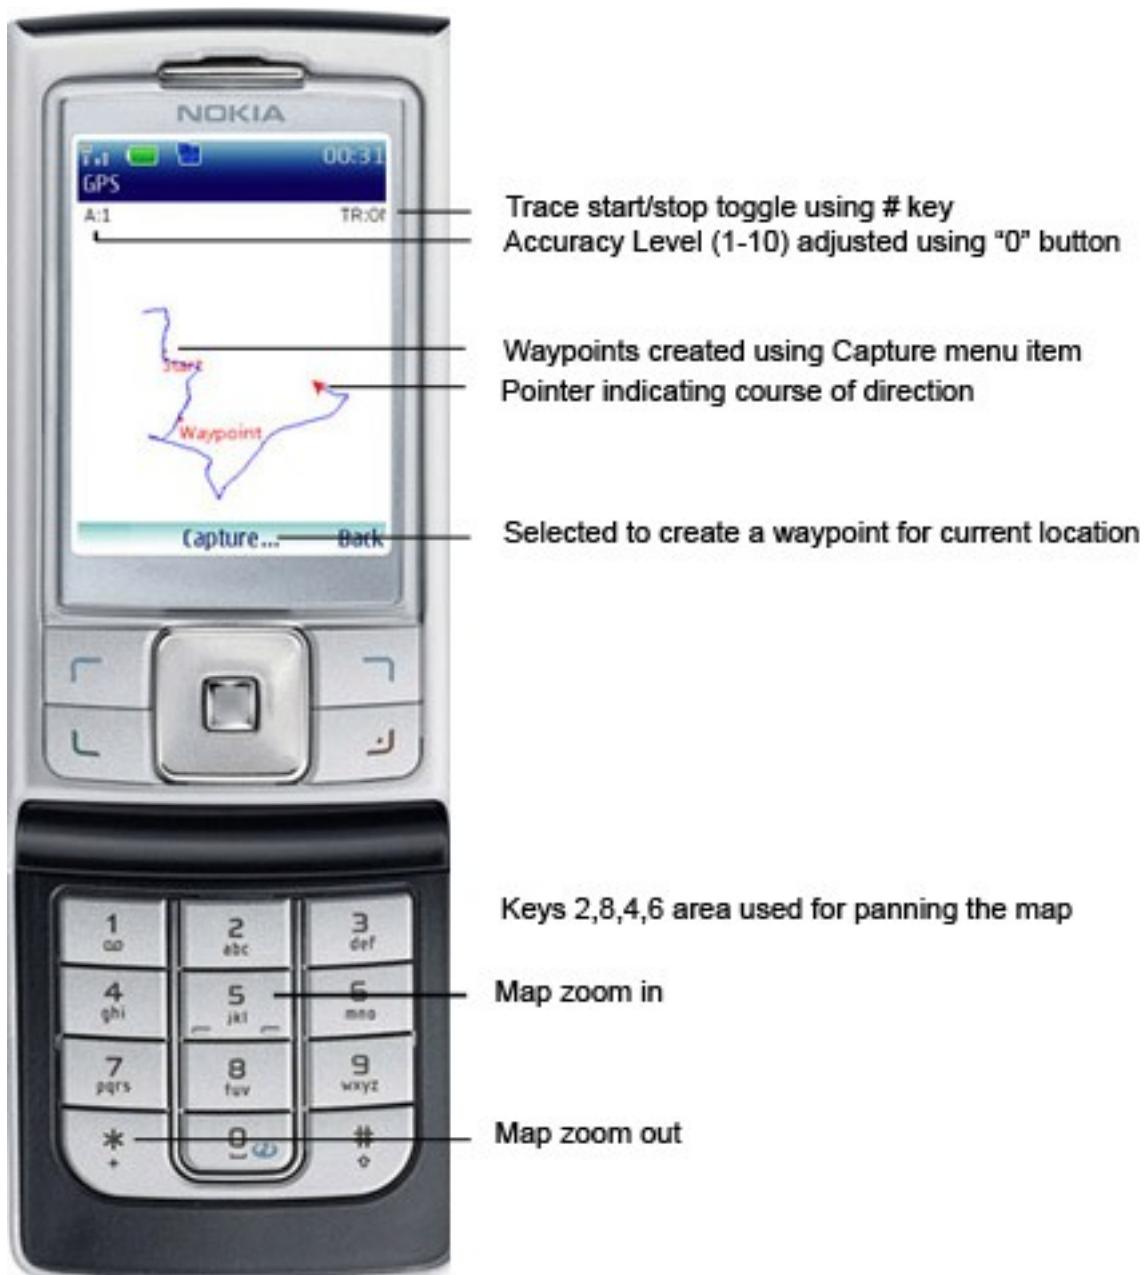 NOKIA
00:31
GPS
A:1 TR:
Trace start/stop toggle using # key
Accuracy Level (1-10) adjusted using “0” button
Waypoints created using Capture menu item
Start
Pointer indicating course of direction
Waypoint
Capture... Back
Selected to create a waypoint for current location
Keys 2,8,4,6 area used for panning the map
1 2 3
abc def
4 5 6
ghi jkl mno
7 8 9
pqrs tuv wxyz
* 0 #
+
Map zoom in
Map zoom out